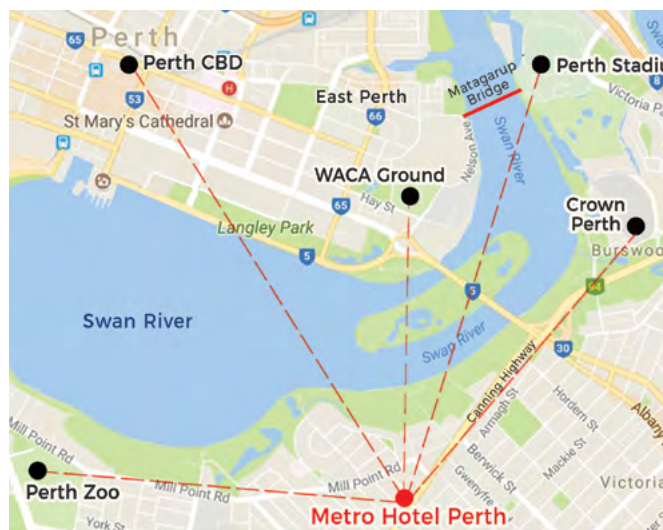 65
Perth
Perth CBD
Perth Stadiu
8
Matagarup
Bridge
Victoria Pa
53
H
East Perth
66
St Mary's Cathedral
Nelson Ave
Swan River
WACA Ground
Hay St
65
Crown
Perth
Langley Park
Burswoo
5
5
94
Swan River
Swan River
30
Canning Highway
Armagh St
Hordern St
Albany
Mackie St
Mill Point Rd
Mill Point Rd
Mill Point Rd
Berwick St
Gwenyfre
Victoria
Perth Zoo
York St
Metro Hotel Perth